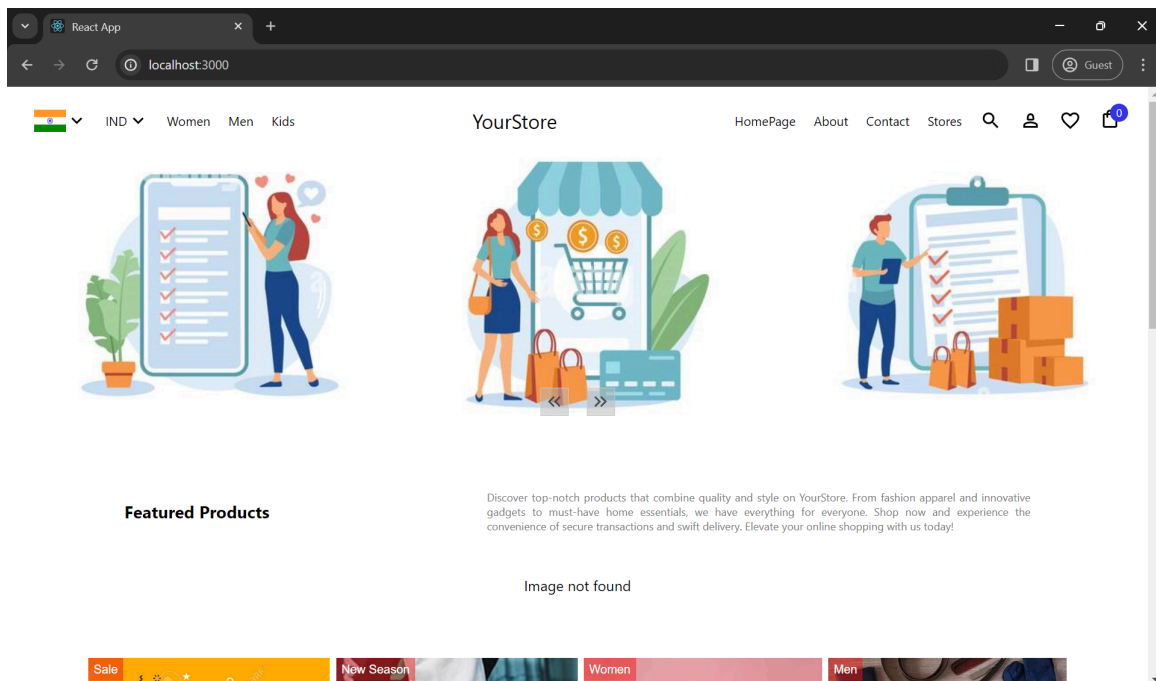 React App
localhost:3000
Guest
IND Women Men Kids
YourStore
HomePage About Contact Stores
0
Featured Products
Discover top-notch products that combine quality and style on YourStore. From fashion apparel and innovative
gadgets to must-have home essentials, we have everything for everyone. Shop now and experience the
convenience of secure transactions and swift delivery. Elevate your online shopping with us today!
Image not found
Sale
New Season
Women
Men